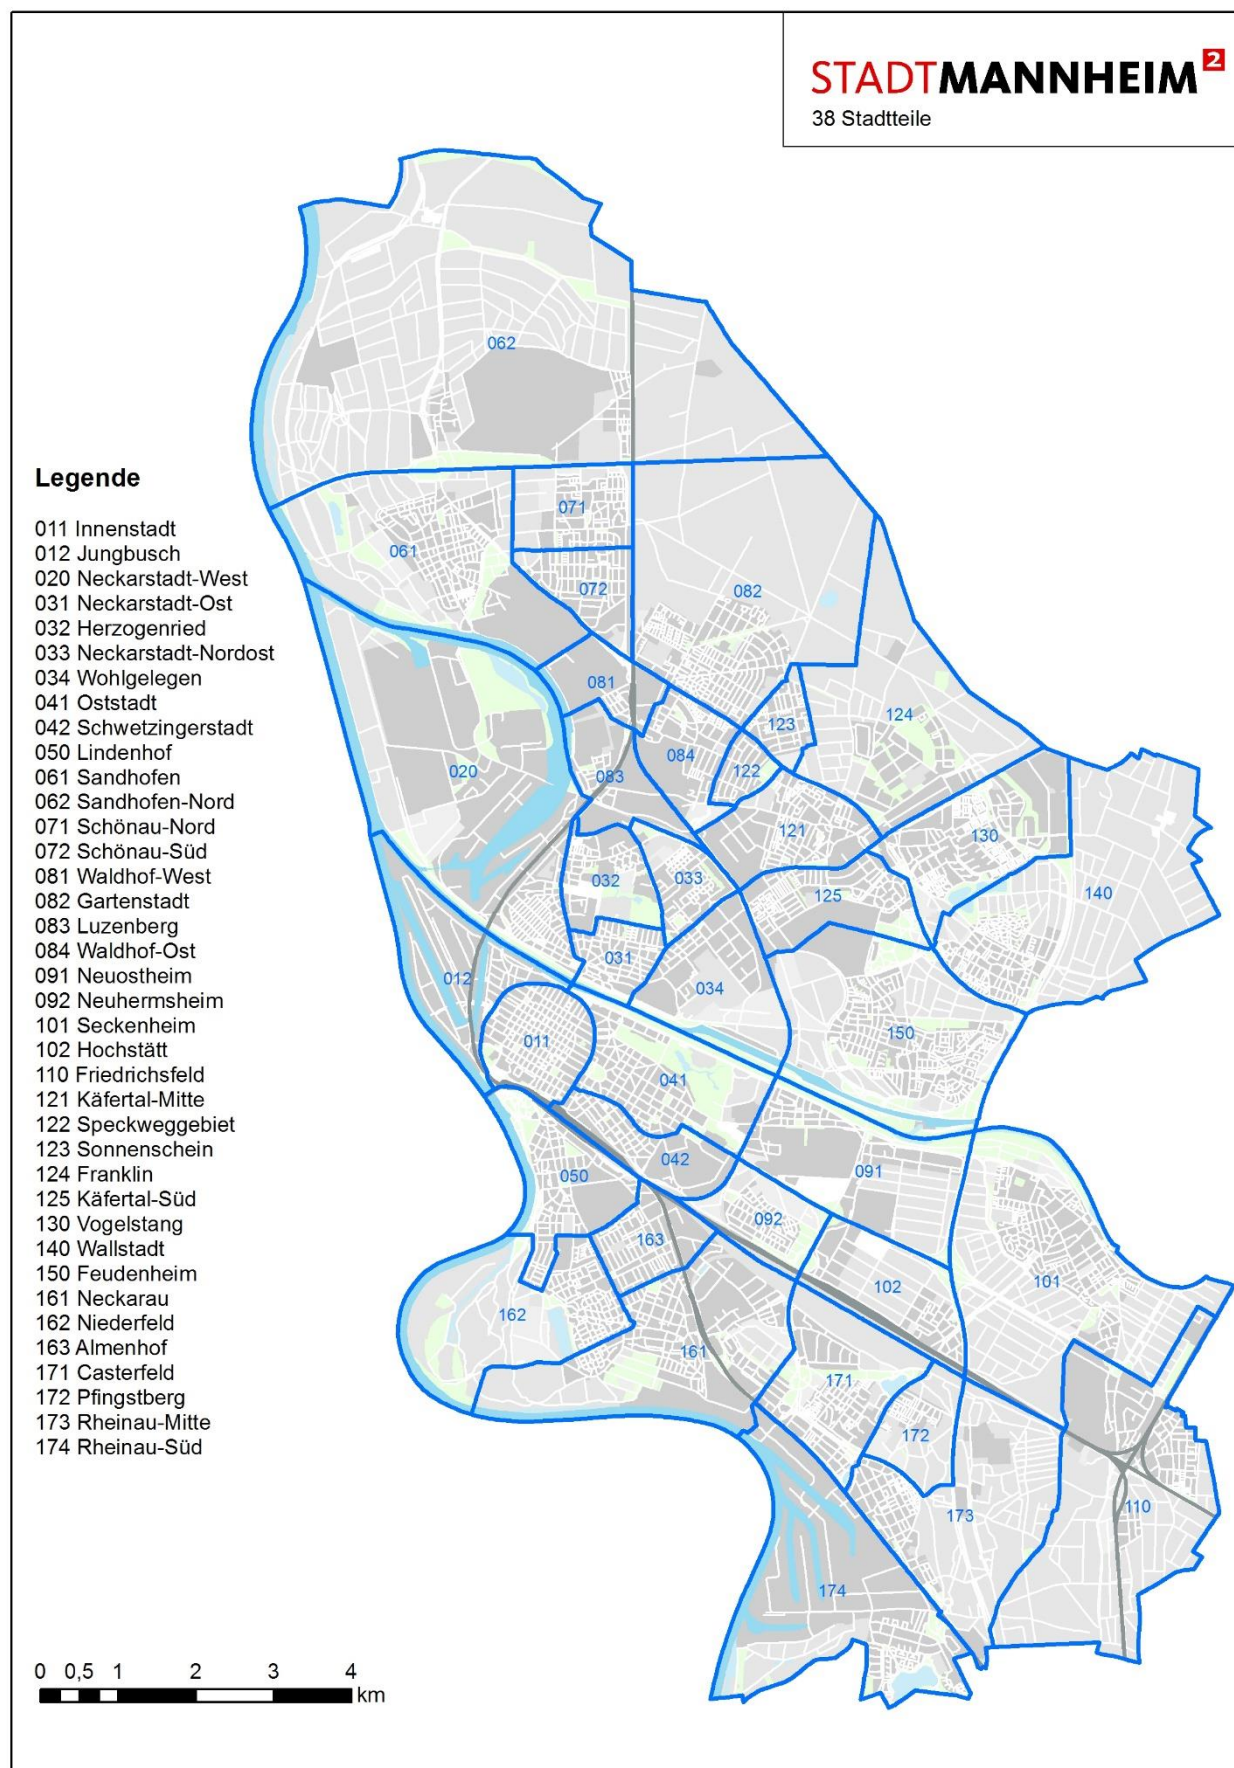 STADTMANNHEIM²
38 Stadtteile
Legende
011 Innenstadt
012 Jungbusch
020 Neckarstadt-West
031 Neckarstadt-Ost
032 Herzogenried
033 Neckarstadt-Nordost
034 Wohlgelegen
041 Oststadt
042 Schwetzingerstadt
050 Lindenhof
061 Sandhofen
062 Sandhofen-Nord
071 Schönau-Nord
072 Schönau-Süd
081 Waldhof-West
082 Gartenstadt
083 Luzenberg
084 Waldhof-Ost
091 Neuostheim
092 Neuhermsheim
101 Seckenheim
102 Hochstätt
110 Friedrichsfeld
121 Käfertal-Mitte
122 Speckweggebiet
123 Sonnenschein
124 Franklin
125 Käfertal-Süd
130 Vogelstang
140 Wallstadt
150 Feudenheim
161 Neckarau
162 Niederfeld
163 Almenhof
171 Casterfeld
172 Pfingstberg
173 Rheinau-Mitte
174 Rheinau-Süd
062
071
061
072
082
081
123
124
084
122
083
020
121
130
032
033
125
140
031
012
034
011
150
041
042
091
050
092
163
102
101
162
161
171
172
173
110
174
0 0,5 1 2 3 4
km